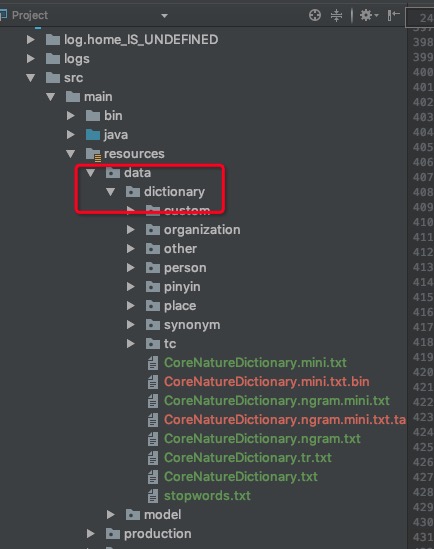 Project
24
log.home_IS_UNDEFINED
398
logs
399
src
400
401
main
402
bin
403
404
java
405
resources
406
data
407
408
dictionary
409
custom
410
organization
411
412
other
413
person
414
pinyin
415
416
place
417
synonym
418
tc
419
420
CoreNatureDictionary.mini.txt
421
CoreNatureDictionary.mini.txt.bin
422
CoreNatureDictionary.ngram.mini.txt
423
424
CoreNatureDictionary.ngram.mini.txt.ta
425
CoreNatureDictionary.ngram.txt
426
CoreNatureDictionary.tr.txt
427
CoreNatureDictionary.txt
428
stopwords.txt
429
model
430
production
431